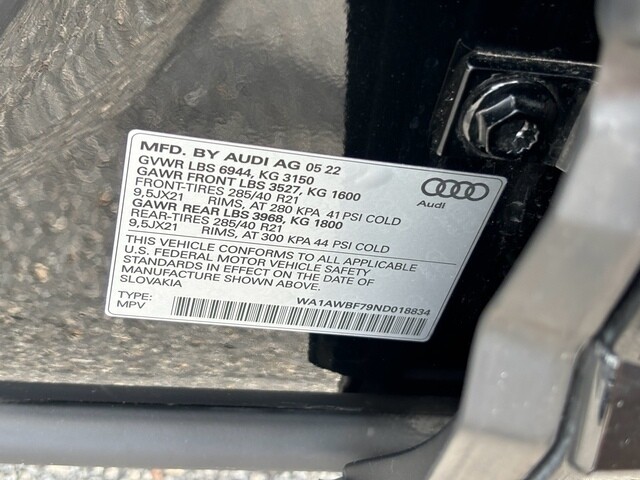 MFD. BY AUDI AG 05 22
GVWR LBS 6944, KG 3150
GAWR FRONT LBS 3527, KG 1600
FRONT-TIRES 285/40 R21
9,5JX21 RIMS, AT 280 KPA 41 PSI COLD
GAWR REAR LBS 3968, KG 1800
REAR-TIRES 285/40 R21
9,5JX21 RIMS, AT 300 KPA 44 PSI COLD
THIS VEHICLE CONFORMS TO ALL APPLICABLE
U.S. FEDERAL MOTOR VEHICLE SAFETY
STANDARDS IN EFFECT ON THE DATE OF
MANUFACTURE SHOWN ABOVE.
SLOVAKIA
TYPE:
MPV
WA1AWBF79ND018834
Audi